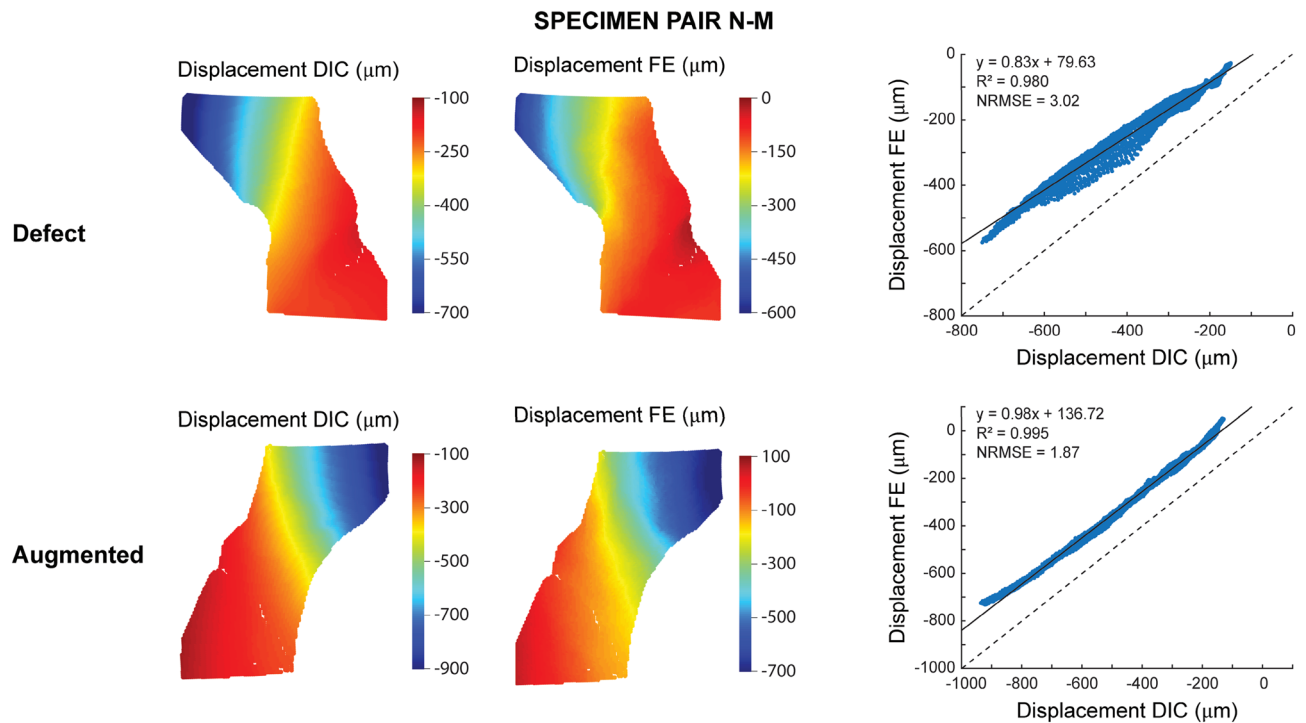 SPECIMEN PAIR N-M
Displacement DIC (μm)
-100
-250
-400
-550
-700
Displacement FE (μm)
0
-150
-300
-450
-600
Defect
y = 0.83x + 79.63
R² = 0.980
NRMSE = 3.02
Displacement FE (μm)
0
-200
-400
-600
-800
-800
-600
-400
-200
0
Displacement DIC (μm)
Displacement DIC (μm)
-100
-300
-500
-700
-900
Displacement FE (μm)
100
-100
-300
-500
-700
Augmented
y = 0.98x + 136.72
R² = 0.995
NRMSE = 1.87
Displacement FE (μm)
0
-200
-400
-600
-800
-1000
-1000
-800
-600
-400
-200
0
Displacement DIC (μm)